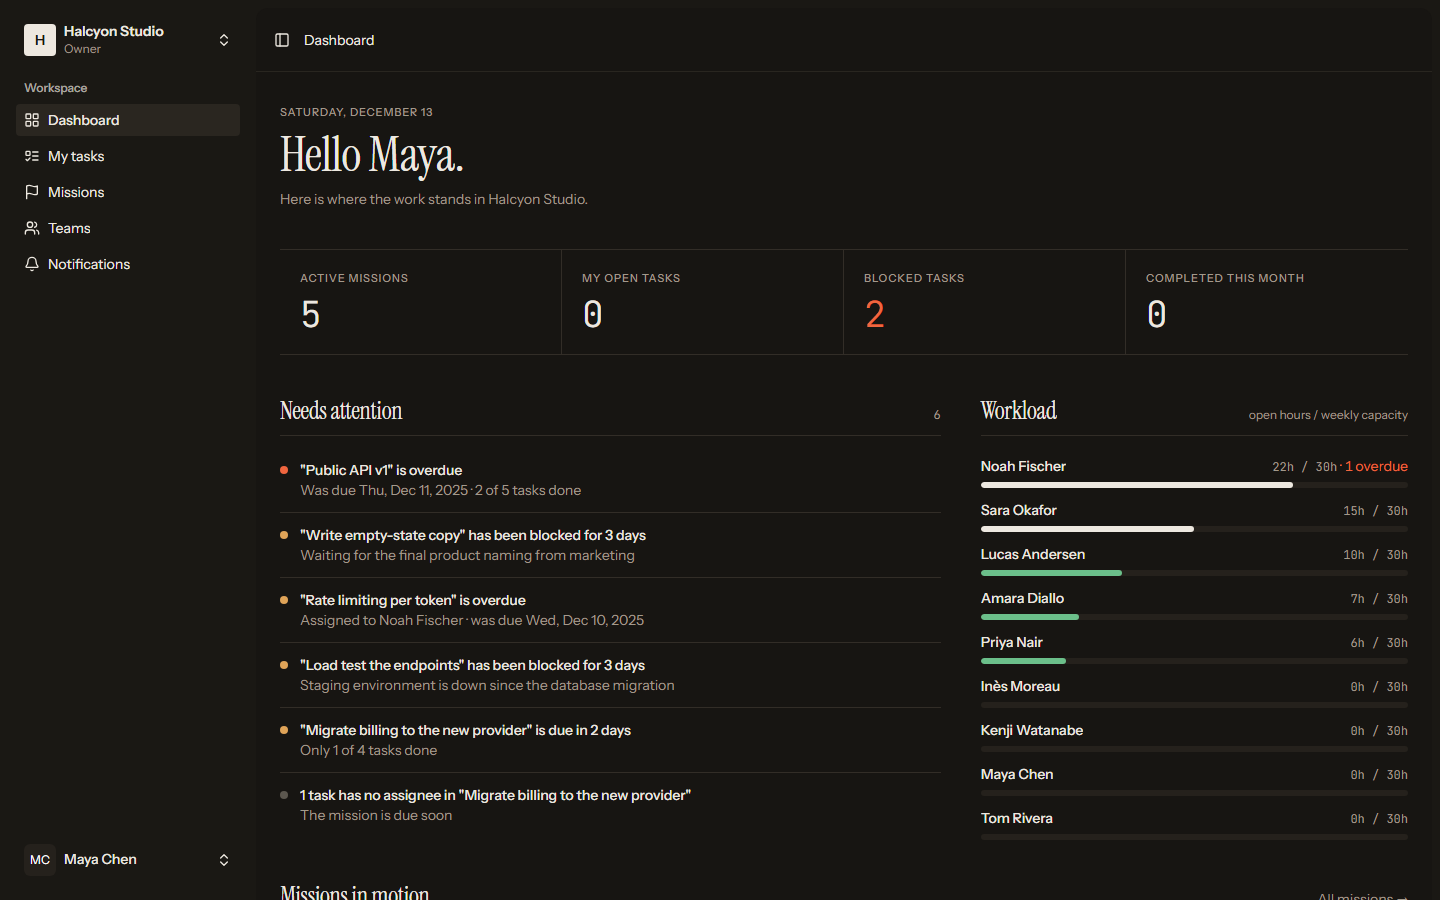 H
Halcyon Studio
Owner
Workspace
Dashboard
My tasks
Missions
Teams
Notifications
MC
Maya Chen
Dashboard
SATURDAY, DECEMBER 13
Hello Maya.
Here is where the work stands in Halcyon Studio.
ACTIVE MISSIONS
5
MY OPEN TASKS
0
BLOCKED TASKS
2
COMPLETED THIS MONTH
0
Needs attention
6
"Public API v1" is overdue
Was due Thu, Dec 11, 2025 · 2 of 5 tasks done
"Write empty-state copy" has been blocked for 3 days
Waiting for the final product naming from marketing
"Rate limiting per token" is overdue
Assigned to Noah Fischer · was due Wed, Dec 10, 2025
"Load test the endpoints" has been blocked for 3 days
Staging environment is down since the database migration
"Migrate billing to the new provider" is due in 2 days
Only 1 of 4 tasks done
1 task has no assignee in "Migrate billing to the new provider"
The mission is due soon
Workload
open hours / weekly capacity
Noah Fischer 22h / 30h · 1 overdue
Sara Okafor 15h / 30h
Lucas Andersen 10h / 30h
Amara Diallo 7h / 30h
Priya Nair 6h / 30h
Inès Moreau 0h / 30h
Kenji Watanabe 0h / 30h
Maya Chen 0h / 30h
Tom Rivera 0h / 30h
Missions in motion
All missions →